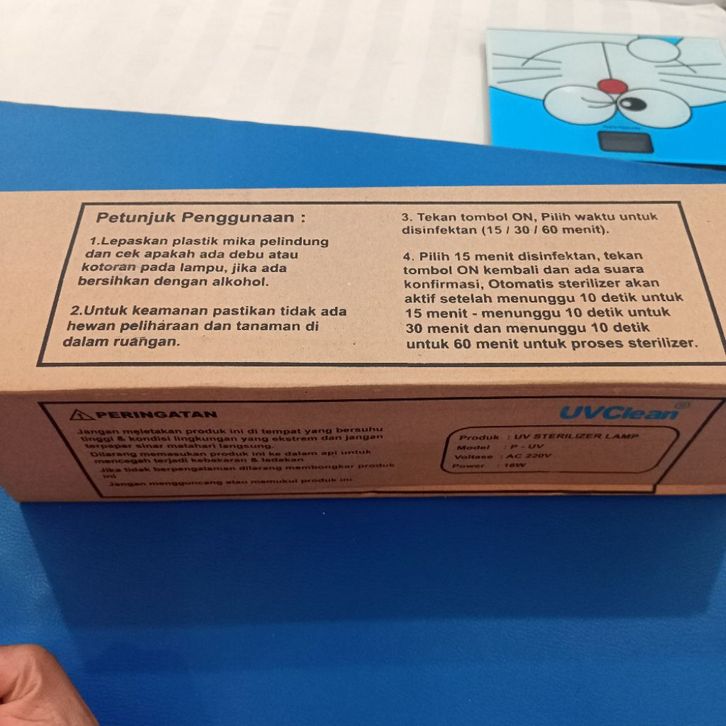 Petunjuk Penggunaan :
1.Lepaskan plastik mika pelindung
dan cek apakah ada debu atau
kotoran pada lampu, jika ada
bersihkan dengan alkohol.
2.Untuk keamanan pastikan tidak ada
hewan peliharaan dan tanaman di
dalam ruangan.
3. Tekan tombol ON, Pilih waktu untuk
disinfektan (15 / 30 / 60 menit).
4. Pilih 15 menit disinfektan, tekan
tombol ON kembali dan ada suara
konfirmasi, Otomatis sterilizer akan
aktif setelah menunggu 10 detik untuk
15 menit - menunggu 10 detik untuk
30 menit dan menunggu 10 detik
untuk 60 menit untuk proses sterilizer.
PERINGATAN
Jangan meletakan produk ini di tempat yang bersuhu
tinggi & kondisi lingkungan yang ekstrem dan jangan
terpapar sinar matahari langsung.
Dilarang memasukan produk ini ke dalam api untuk
mencegah terjadi kebakaran & ledakan
Jika tidak berpengalaman dilarang membongkar produk
ini
Jangan mengguncang atau memukul produk ini
UVClean®
Produk : UV STERILIZER LAMP
Model : P - UV
Voltase : AC 220V
Power : 16W